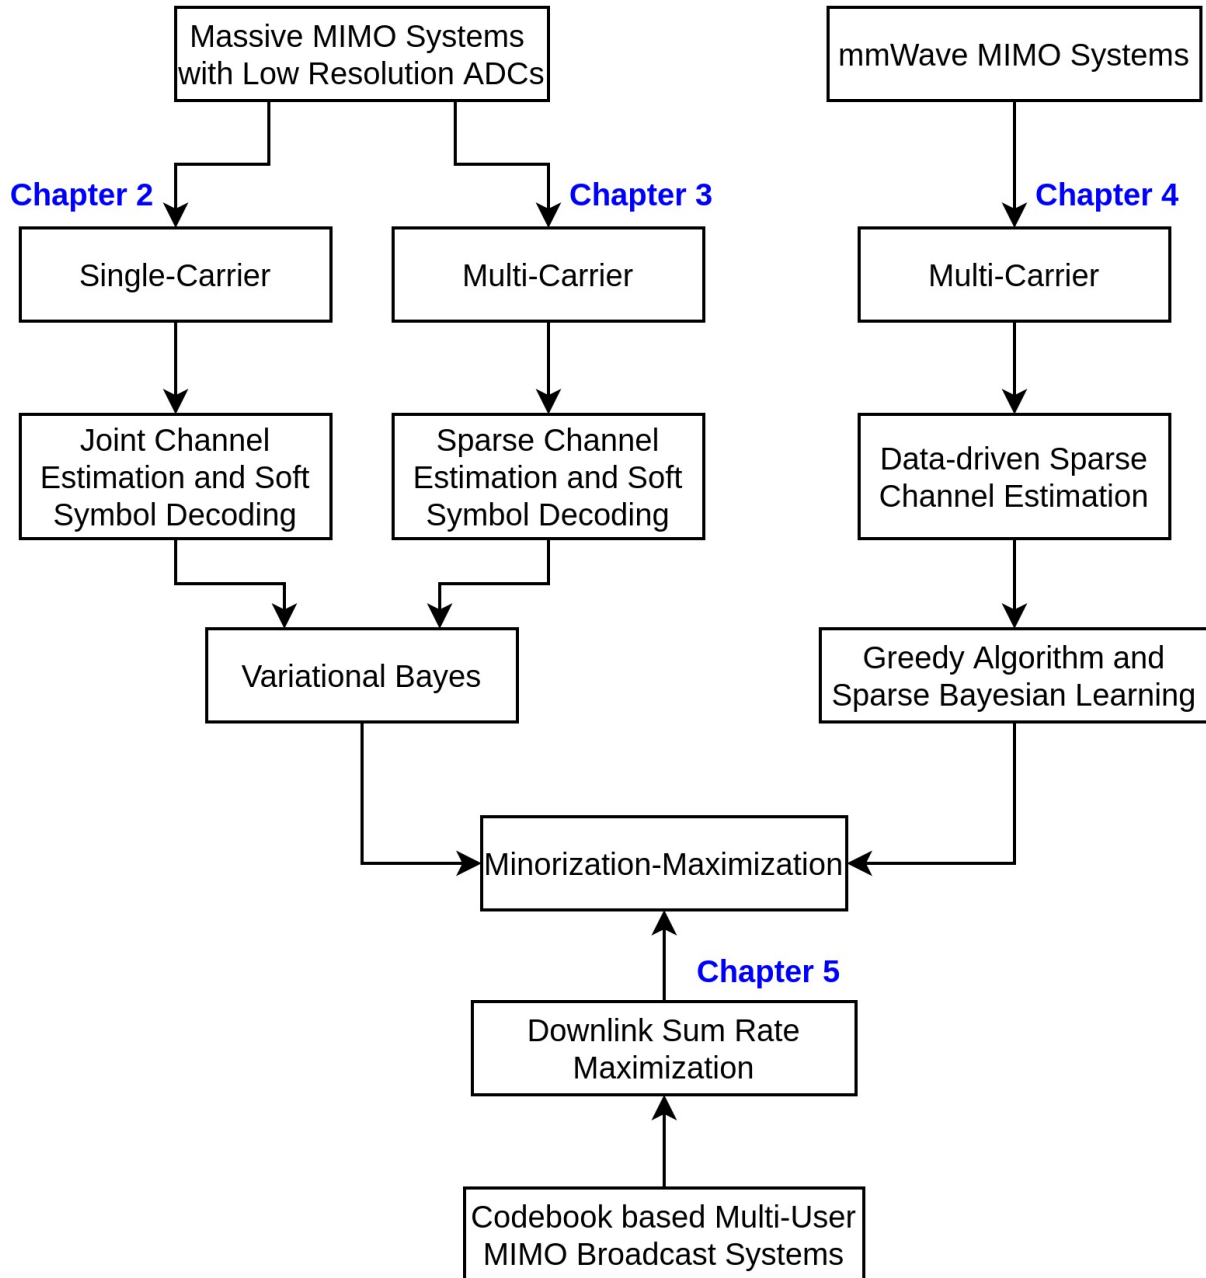 Massive MIMO Systems
with Low Resolution ADCs
mmWave MIMO Systems
Chapter 2
Chapter 3
Chapter 4
Single-Carrier
Multi-Carrier
Multi-Carrier
Joint Channel
Estimation and Soft
Symbol Decoding
Sparse Channel
Estimation and Soft
Symbol Decoding
Data-driven Sparse
Channel Estimation
Variational Bayes
Greedy Algorithm and
Sparse Bayesian Learning
Minorization-Maximization
Chapter 5
Downlink Sum Rate
Maximization
Codebook based Multi-User
MIMO Broadcast Systems